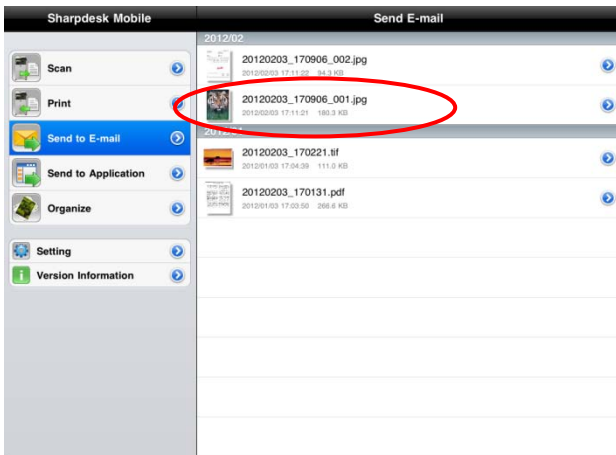 Sharpdesk Mobile
Send E-mail
Scan
Print
Send to E-mail
Send to Application
Organize
Setting
Version Information
2012/02
20120203_170906_002.jpg
2012/02/03 17:11:22 34.3 KB
20120203_170906_001.jpg
2012/02/03 17:11:21 180.3 KB
20120203_170221.tif
2012/01/03 17:04:39 111.0 KB
20120203_170131.pdf
2012/01/03 17:03:50 266.6 KB